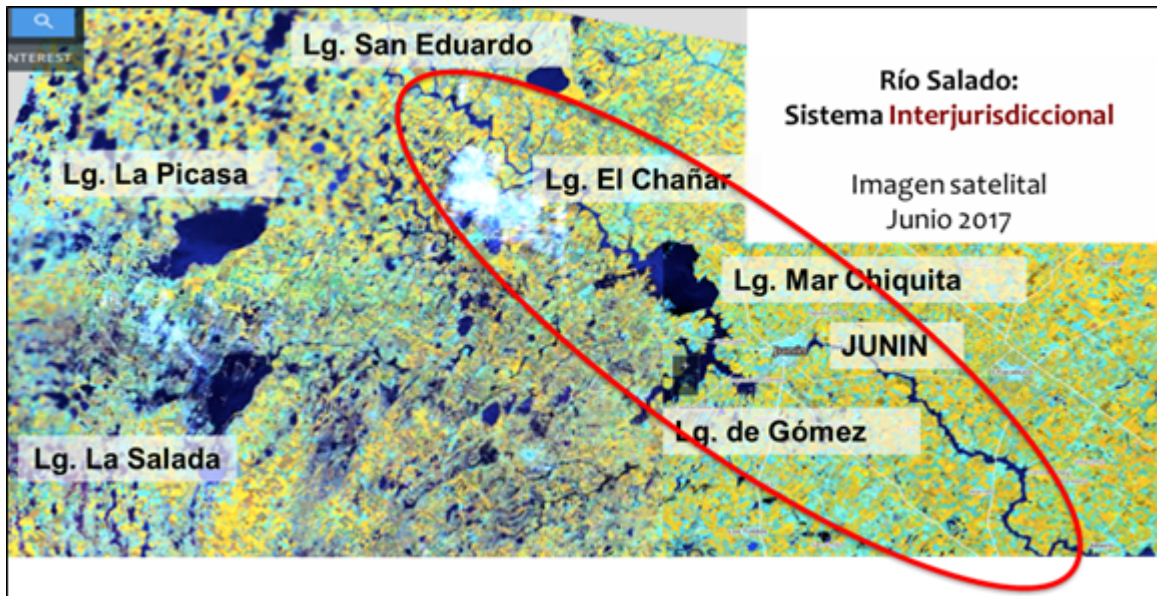 NTEREST
Lg. San Eduardo
Río Salado:
Sistema Interjurisdiccional
Lg. La Picasa
Lg. El Chañar
Imagen satelital
Junio 2017
Lg. Mar Chiquita
JUNIN
Lg. de Gómez
Lg. La Salada